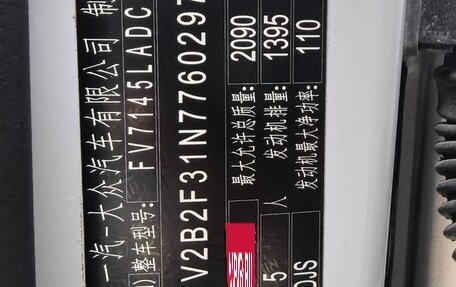 一汽-大众汽车有限公司 制
) 整车型号: FV7145LADC
V2B2F31N7760297
最大允许总质量: 2090
5 人 发动机排量: 1395
DJS 发动机最大净功率: 110